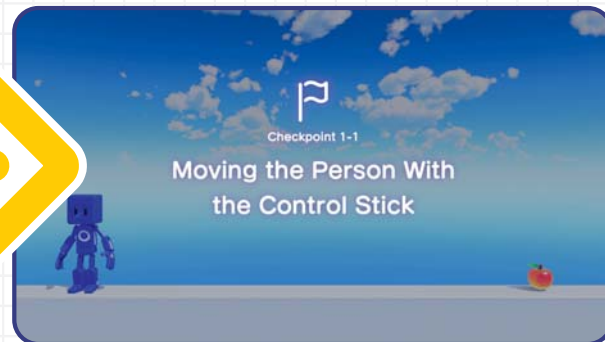 Checkpoint 1-1
Moving the Person With
the Control Stick